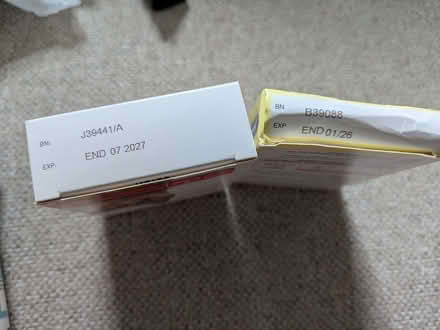 BN: J39441/A
EXP: END 07 2027
BN B39088
EXP END 01/26